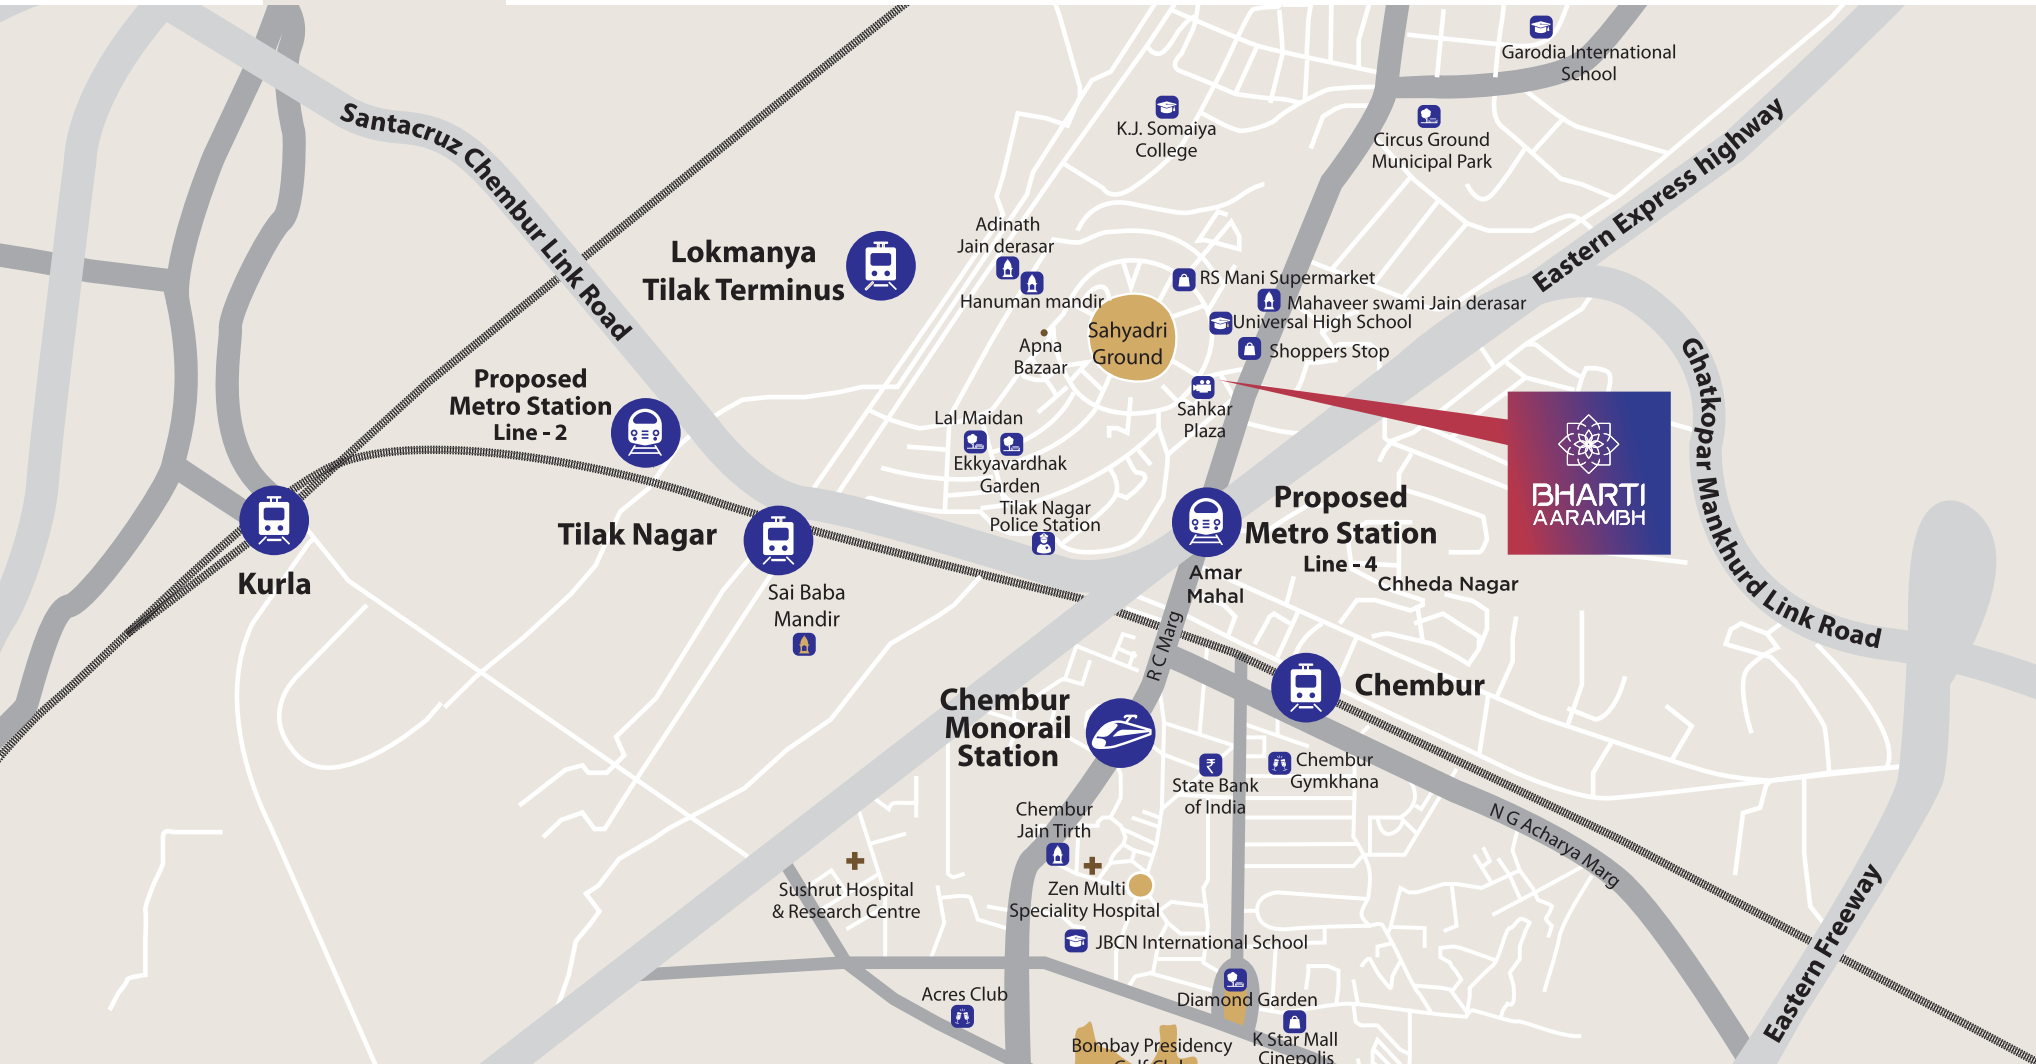 Garodia International
School
K.J. Somaiya
College
Circus Ground
Municipal Park
Santacruz Chembur Link Road
Eastern Express highway
Lokmanya
Tilak Terminus
Adinath
Jain derasar
Hanuman mandir
RS Mani Supermarket
Mahaveer swami Jain derasar
Universal High School
Shoppers Stop
Sahyadri
Ground
Apna
Bazaar
Sahkar
Plaza
Proposed
Metro Station
Line - 2
Lal Maidan
Ekkyavardhak
Garden
Tilak Nagar
Police Station
BHARTI
AARAMBH
Ghatkopar Mankhurd Link Road
Kurla
Tilak Nagar
Sai Baba
Mandir
Proposed
Metro Station
Line - 4
Amar
Mahal
Chheda Nagar
R C Marg
Chembur
Chembur
Monorail
Station
State Bank
of India
Chembur
Gymkhana
N G Acharya Marg
Chembur
Jain Tirth
Sushrut Hospital
& Research Centre
Zen Multi
Speciality Hospital
JBCN International School
Eastern Freeway
Acres Club
Diamond Garden
K Star Mall
Cinepolis
Bombay Presidency
Golf Club